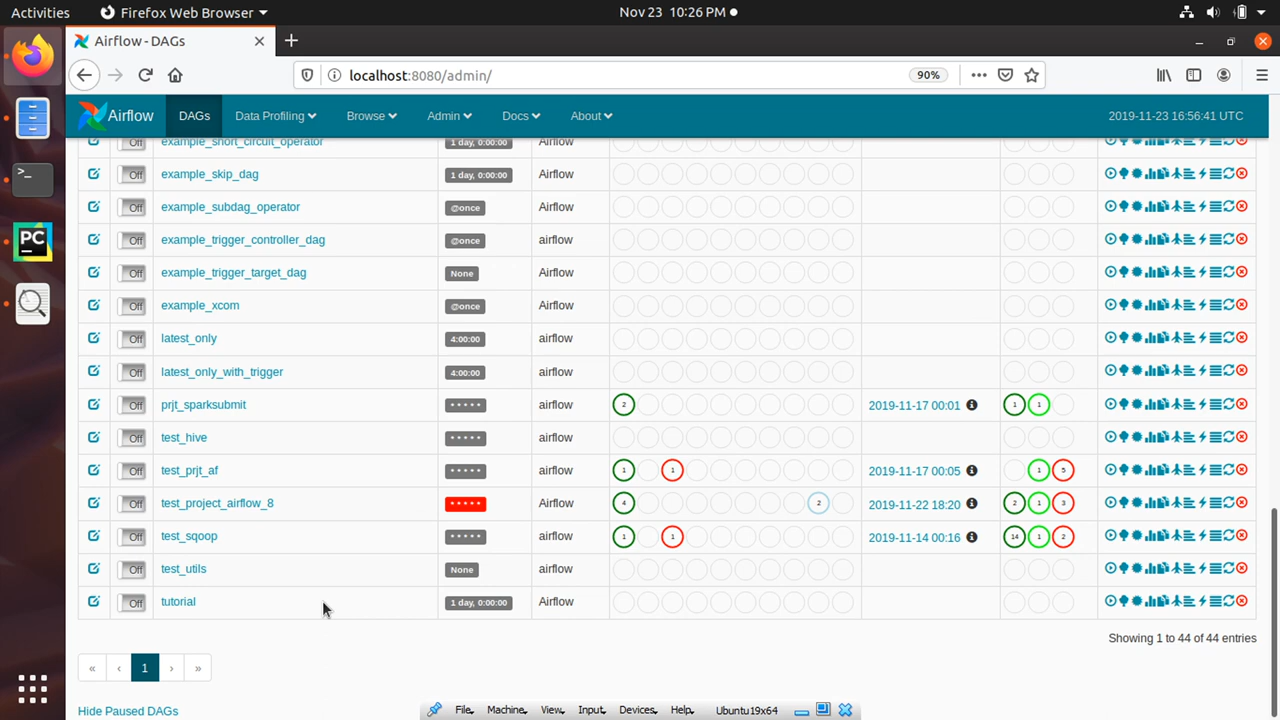 Activities Firefox Web Browser Nov 23 10:26 PM
Airflow - DAGs
localhost:8080/admin/ 90%
Airflow DAGs Data Profiling Browse Admin Docs About 2019-11-23 16:56:41 UTC
Off example_short_circuit_operator 1 day, 0:00:00 Airflow
Off example_skip_dag 1 day, 0:00:00 Airflow
Off example_subdag_operator @once Airflow
Off example_trigger_controller_dag @once airflow
Off example_trigger_target_dag None Airflow
Off example_xcom @once Airflow
Off latest_only 4:00:00 airflow
Off latest_only_with_trigger 4:00:00 airflow
Off prjt_sparksubmit * * * * * airflow 2 2019-11-17 00:01 1 1
Off test_hive * * * * * airflow
Off test_prjt_af * * * * * airflow 1 1 2019-11-17 00:05 1 5
Off test_project_airflow_8 * * * * * Airflow 4 2 2019-11-22 18:20 2 1 3
Off test_sqoop * * * * * airflow 1 1 2019-11-14 00:16 14 1 2
Off test_utils None airflow
Off tutorial 1 day, 0:00:00 Airflow
Showing 1 to 44 of 44 entries
« ‹ 1 › »
Hide Paused DAGs
File Machine View Input Devices Help Ubuntu19x64
PC